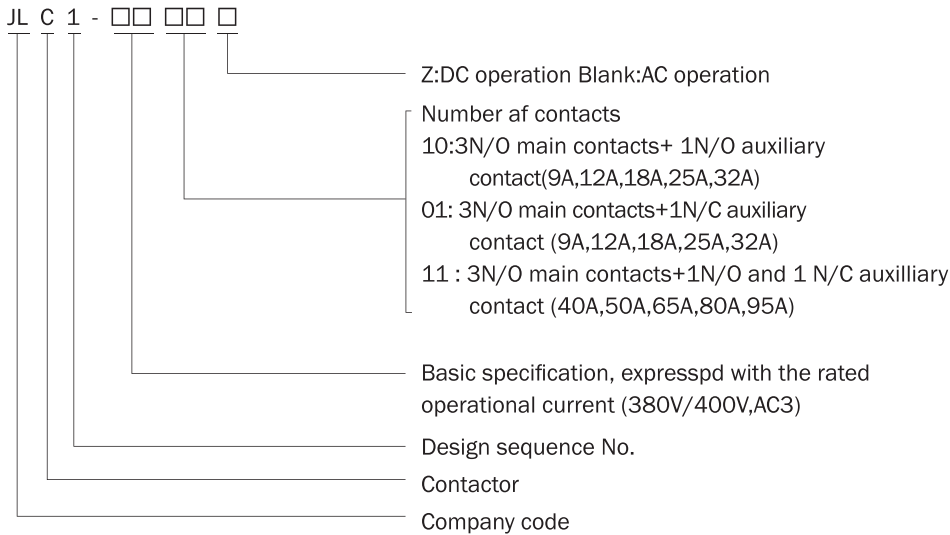 JL C 1 - □□ □□ □
Z:DC operation Blank:AC operation
Number af contacts
10:3N/O main contacts+ 1N/O auxiliary
contact(9A,12A,18A,25A,32A)
01: 3N/O main contacts+1N/C auxiliary
contact (9A,12A,18A,25A,32A)
11 : 3N/O main contacts+1N/O and 1 N/C auxilliary
contact (40A,50A,65A,80A,95A)
Basic specification, expresspd with the rated
operational current (380V/400V,AC3)
Design sequence No.
Contactor
Company code